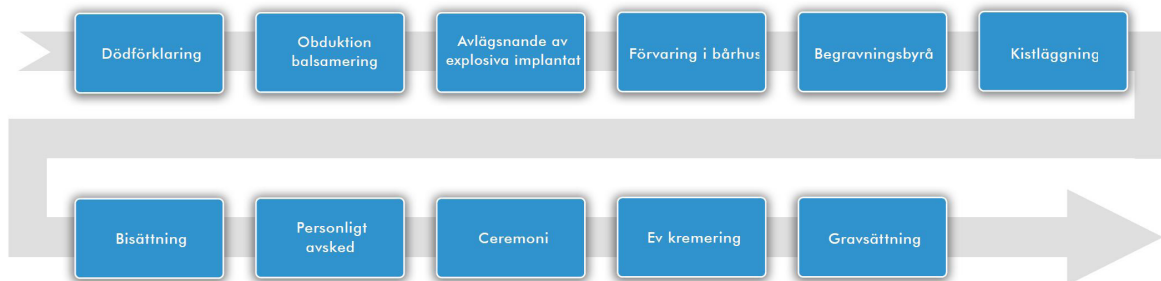 Dödförklaring
Obduktion
balsamering
Avlägsnande av
explosiva implantat
Förvaring i bårhus
Begravningsbyrå
Kistläggning
Bisättning
Personligt
avsked
Ceremoni
Ev kremering
Gravsättning